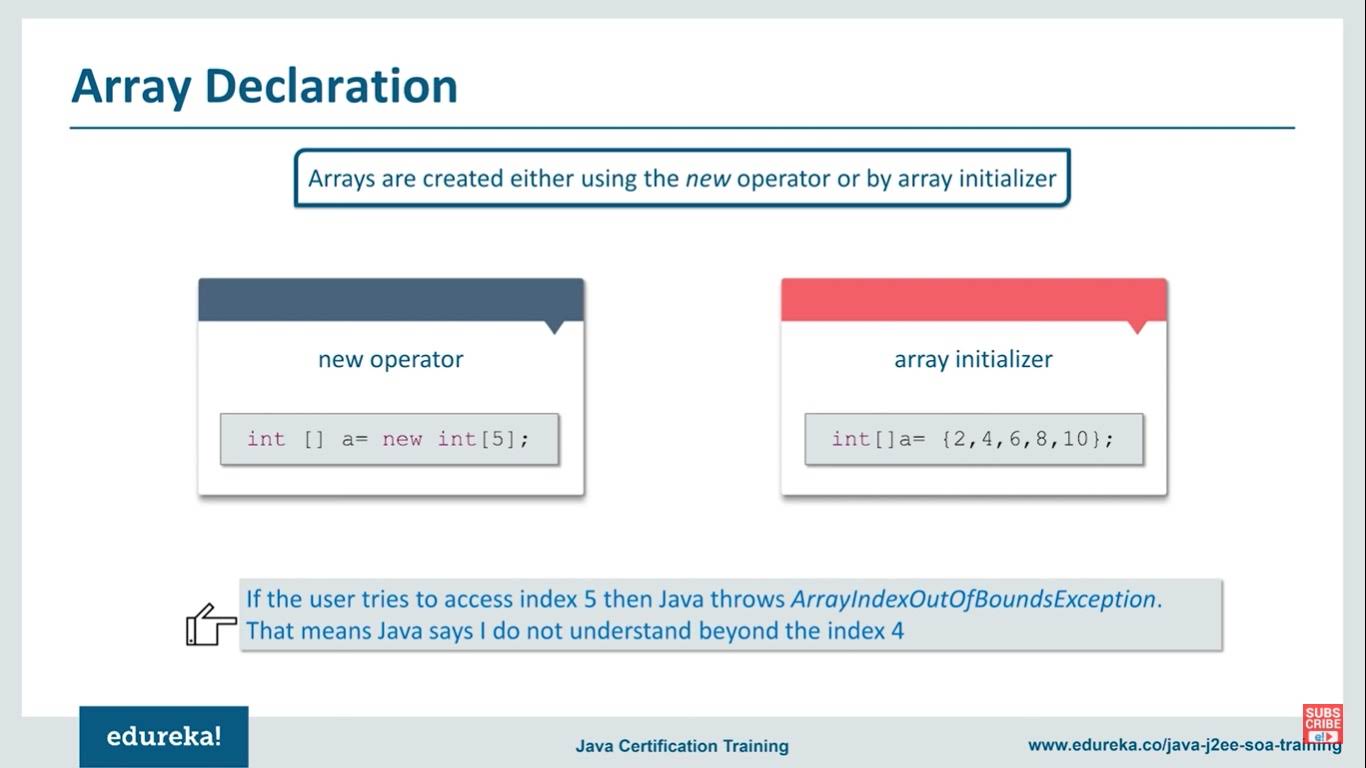 Array Declaration
Arrays are created either using the new operator or by array initializer
new operator
array initializer
int [] a= new int[5];
int[]a= {2,4,6,8,10};
If the user tries to access index 5 then Java throws ArrayIndexOutOfBoundsException.
That means Java says I do not understand beyond the index 4
edureka!
Java Certification Training
www.edureka.co/java-j2ee-soa-training
SUBS
CRIBE
e!